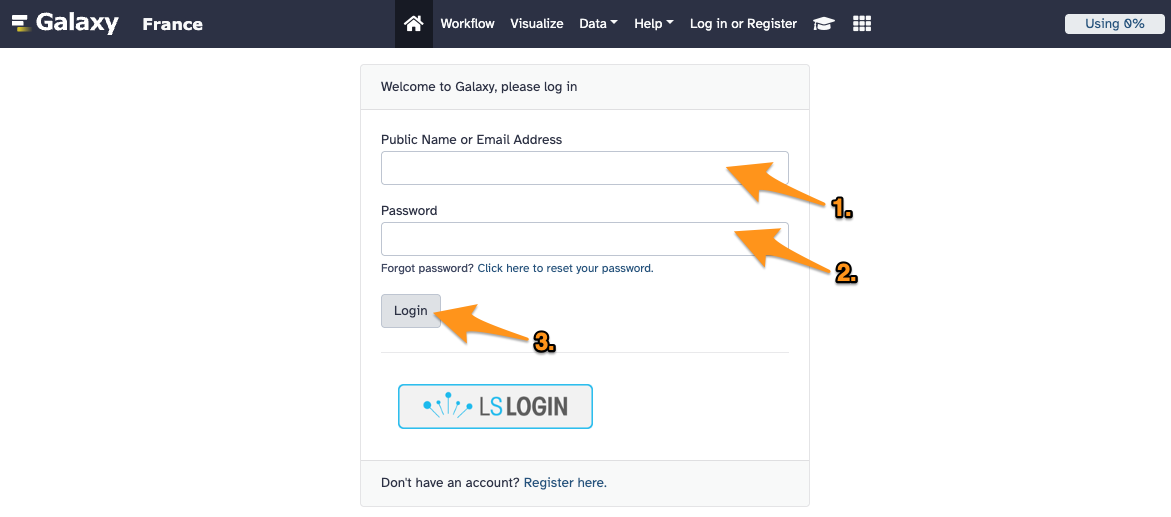 Galaxy France Workflow Visualize Data Help Log in or Register Using 0%
Welcome to Galaxy, please log in
Public Name or Email Address
1.
Password
2.
Forgot password? Click here to reset your password.
Login
3.
LS LOGIN
Don't have an account? Register here.